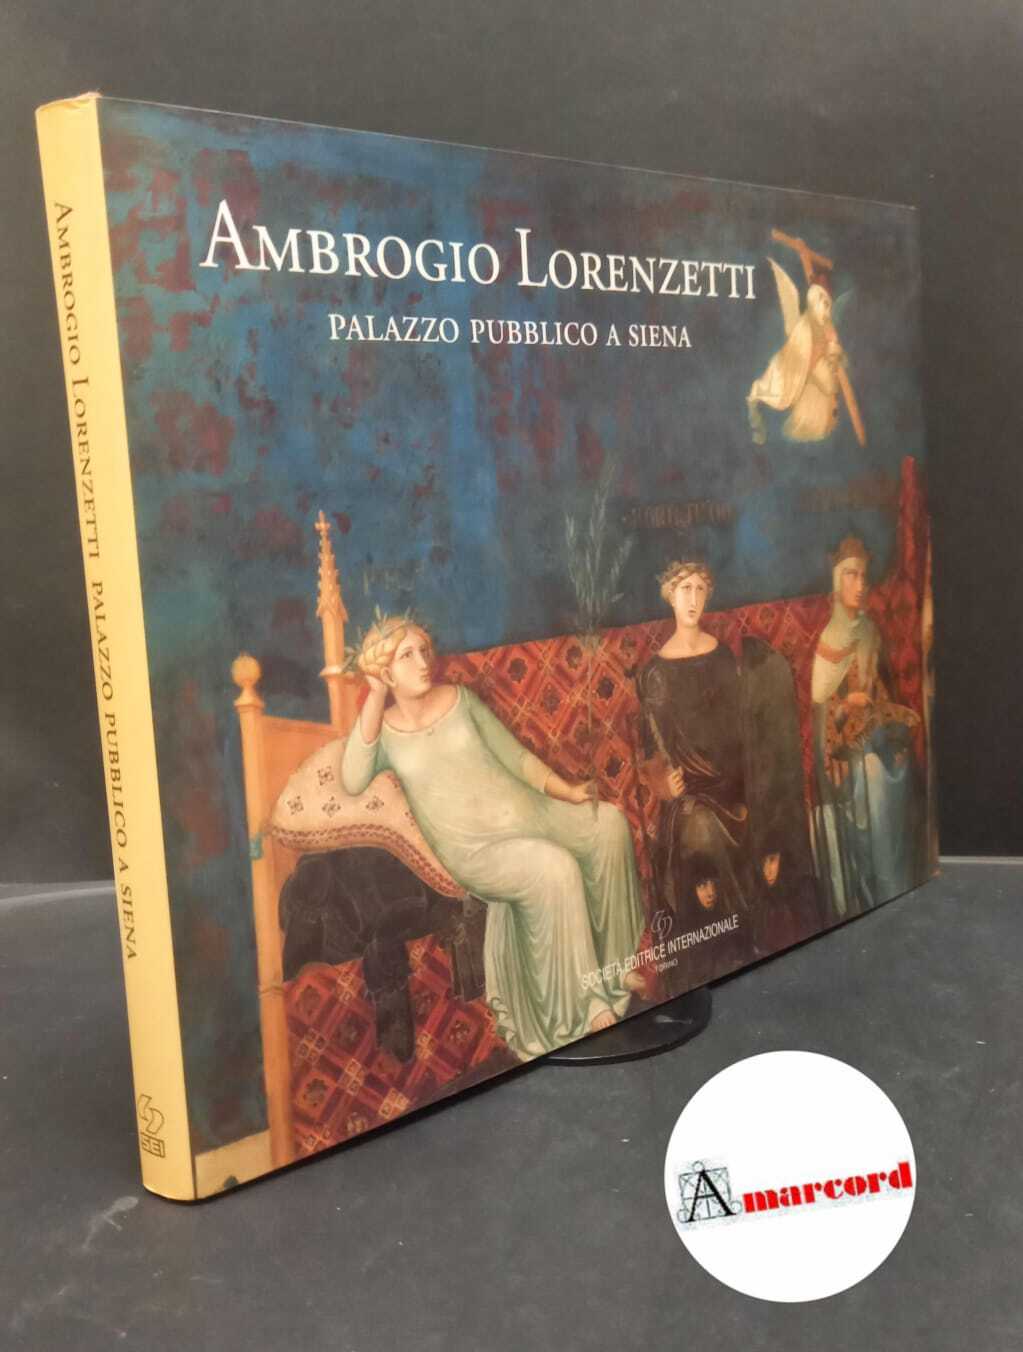 AMBROGIO LORENZETTI
PALAZZO PUBBLICO A SIENA
SOCIETÀ EDITRICE INTERNAZIONALE
TORINO
AMBROGIO LORENZETTI PALAZZO PUBBLICO A SIENA
SEI
Amarcord